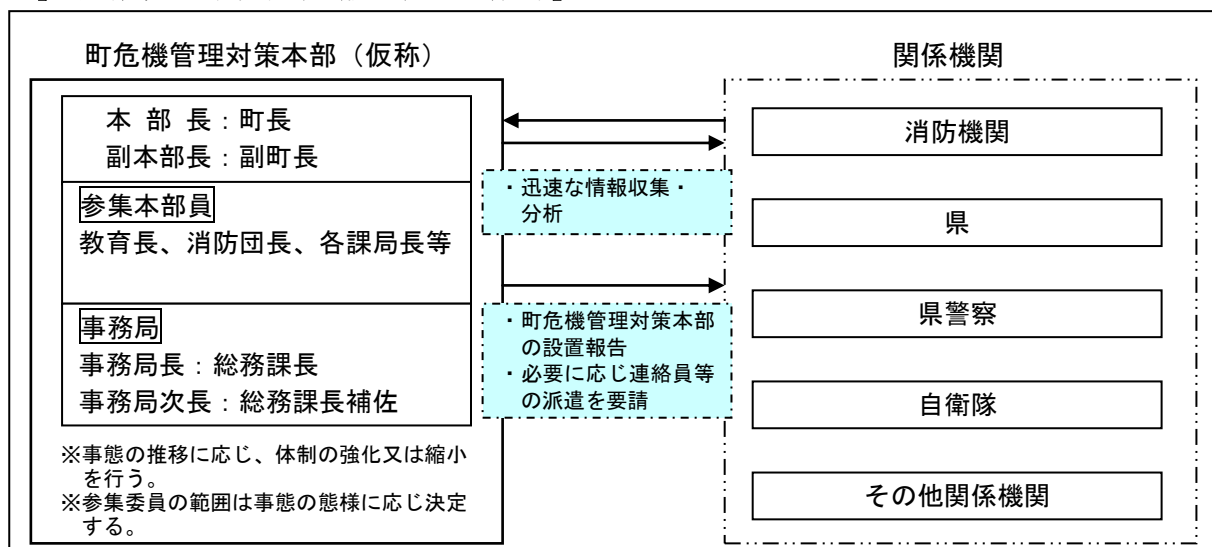 町危機管理対策本部（仮称）
関係機関
本 部 長：町長
副本部長：副町長
参集本部員
教育長、消防団長、各課局長等
事務局
事務局長：総務課長
事務局次長：総務課長補佐
※事態の推移に応じ、体制の強化又は縮小
を行う。
※参集委員の範囲は事態の態様に応じ決定
する。
・迅速な情報収集・
分析
・町危機管理対策本部
の設置報告
・必要に応じ連絡員等
の派遣を要請
消防機関
県
県警察
自衛隊
その他関係機関